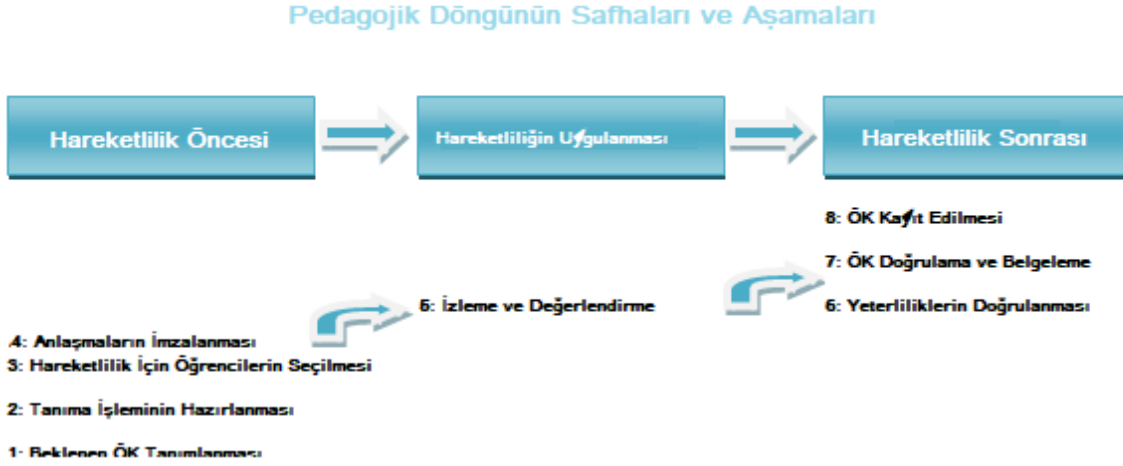 Pedagojik Döngünün Safhaları ve Aşamaları
Hareketlilik Öncesi
Hareketliliğin Uygulanması
Hareketlilik Sonrası
8: ÖK Kayıt Edilmesi
7: ÖK Doğrulama ve Belgeleme
6: Yeterliliklerin Doğrulanması
5: İzleme ve Değerlendirme
4: Anlaşmaların İmzalanması
3: Hareketlilik İçin Öğrencilerin Seçilmesi
2: Tanıma İşleminin Hazırlanması
1: Beklenen ÖK Tanımlanması